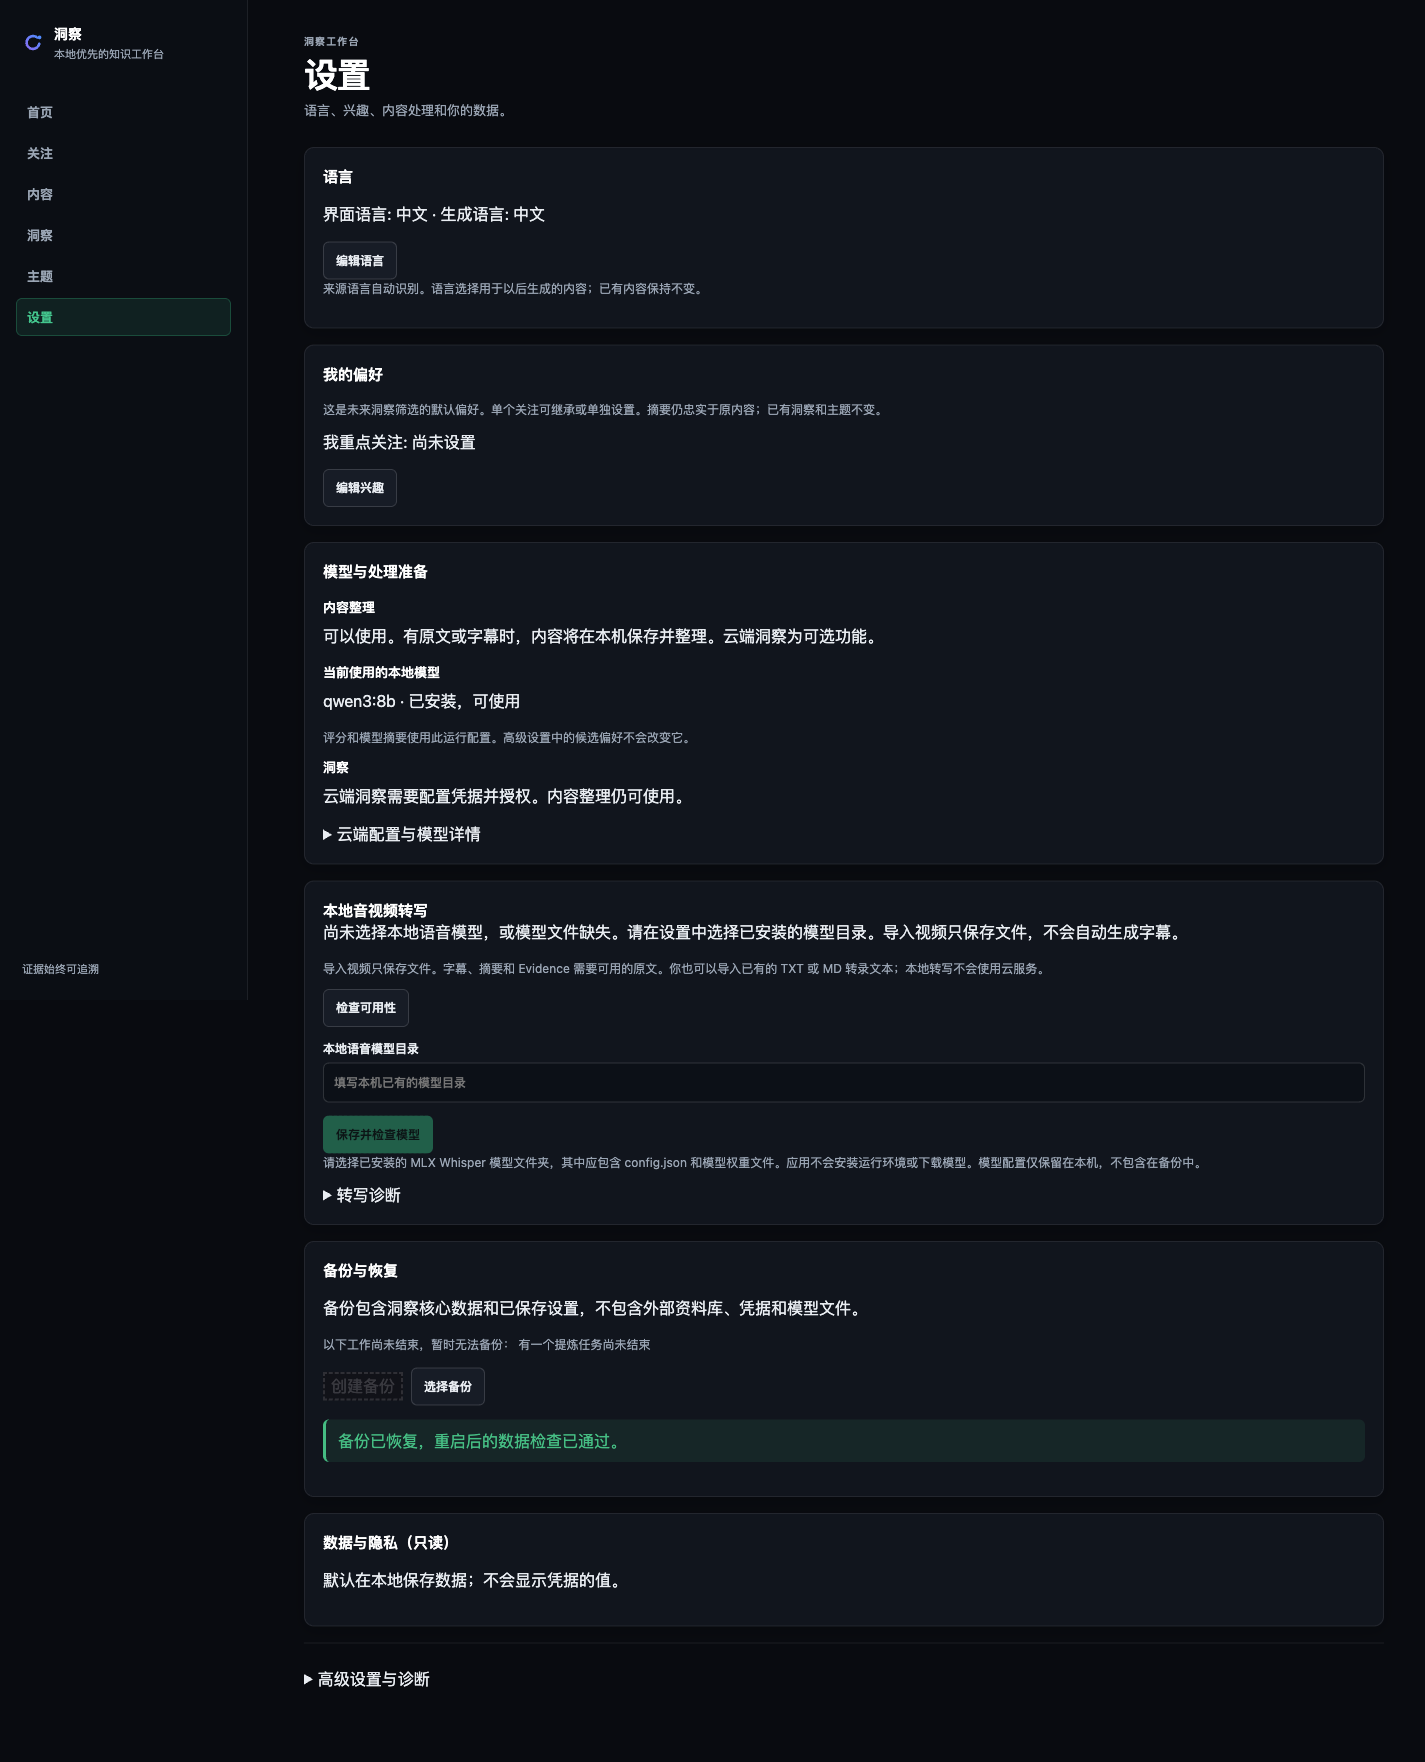 洞察
本地优先的知识工作台
首页
关注
内容
洞察
主题
设置
证据始终可追溯
洞察工作台
设置
语言、兴趣、内容处理和你的数据。
语言
界面语言: 中文 · 生成语言: 中文
编辑语言
来源语言自动识别。语言选择用于以后生成的内容；已有内容保持不变。
我的偏好
这是未来洞察筛选的默认偏好。单个关注可继承或单独设置。摘要仍忠实于原内容；已有洞察和主题不变。
我重点关注: 尚未设置
编辑兴趣
模型与处理准备
内容整理
可以使用。有原文或字幕时，内容将在本机保存并整理。云端洞察为可选功能。
当前使用的本地模型
qwen3:8b · 已安装，可使用
评分和模型摘要使用此运行配置。高级设置中的候选偏好不会改变它。
洞察
云端洞察需要配置凭据并授权。内容整理仍可使用。
▶ 云端配置与模型详情
本地音视频转写
尚未选择本地语音模型，或模型文件缺失。请在设置中选择已安装的模型目录。导入视频只保存文件，不会自动生成字幕。
导入视频只保存文件。字幕、摘要和 Evidence 需要可用的原文。你也可以导入已有的 TXT 或 MD 转录文本；本地转写不会使用云服务。
检查可用性
本地语音模型目录
填写本机已有的模型目录
保存并检查模型
请选择已安装的 MLX Whisper 模型文件夹，其中应包含 config.json 和模型权重文件。应用不会安装运行环境或下载模型。模型配置仅保留在本机，不包含在备份中。
▶ 转写诊断
备份与恢复
备份包含洞察核心数据和已保存设置，不包含外部资料库、凭据和模型文件。
以下工作尚未结束，暂时无法备份： 有一个提炼任务尚未结束
创建备份 选择备份
备份已恢复，重启后的数据检查已通过。
数据与隐私（只读）
默认在本地保存数据；不会显示凭据的值。
▶ 高级设置与诊断